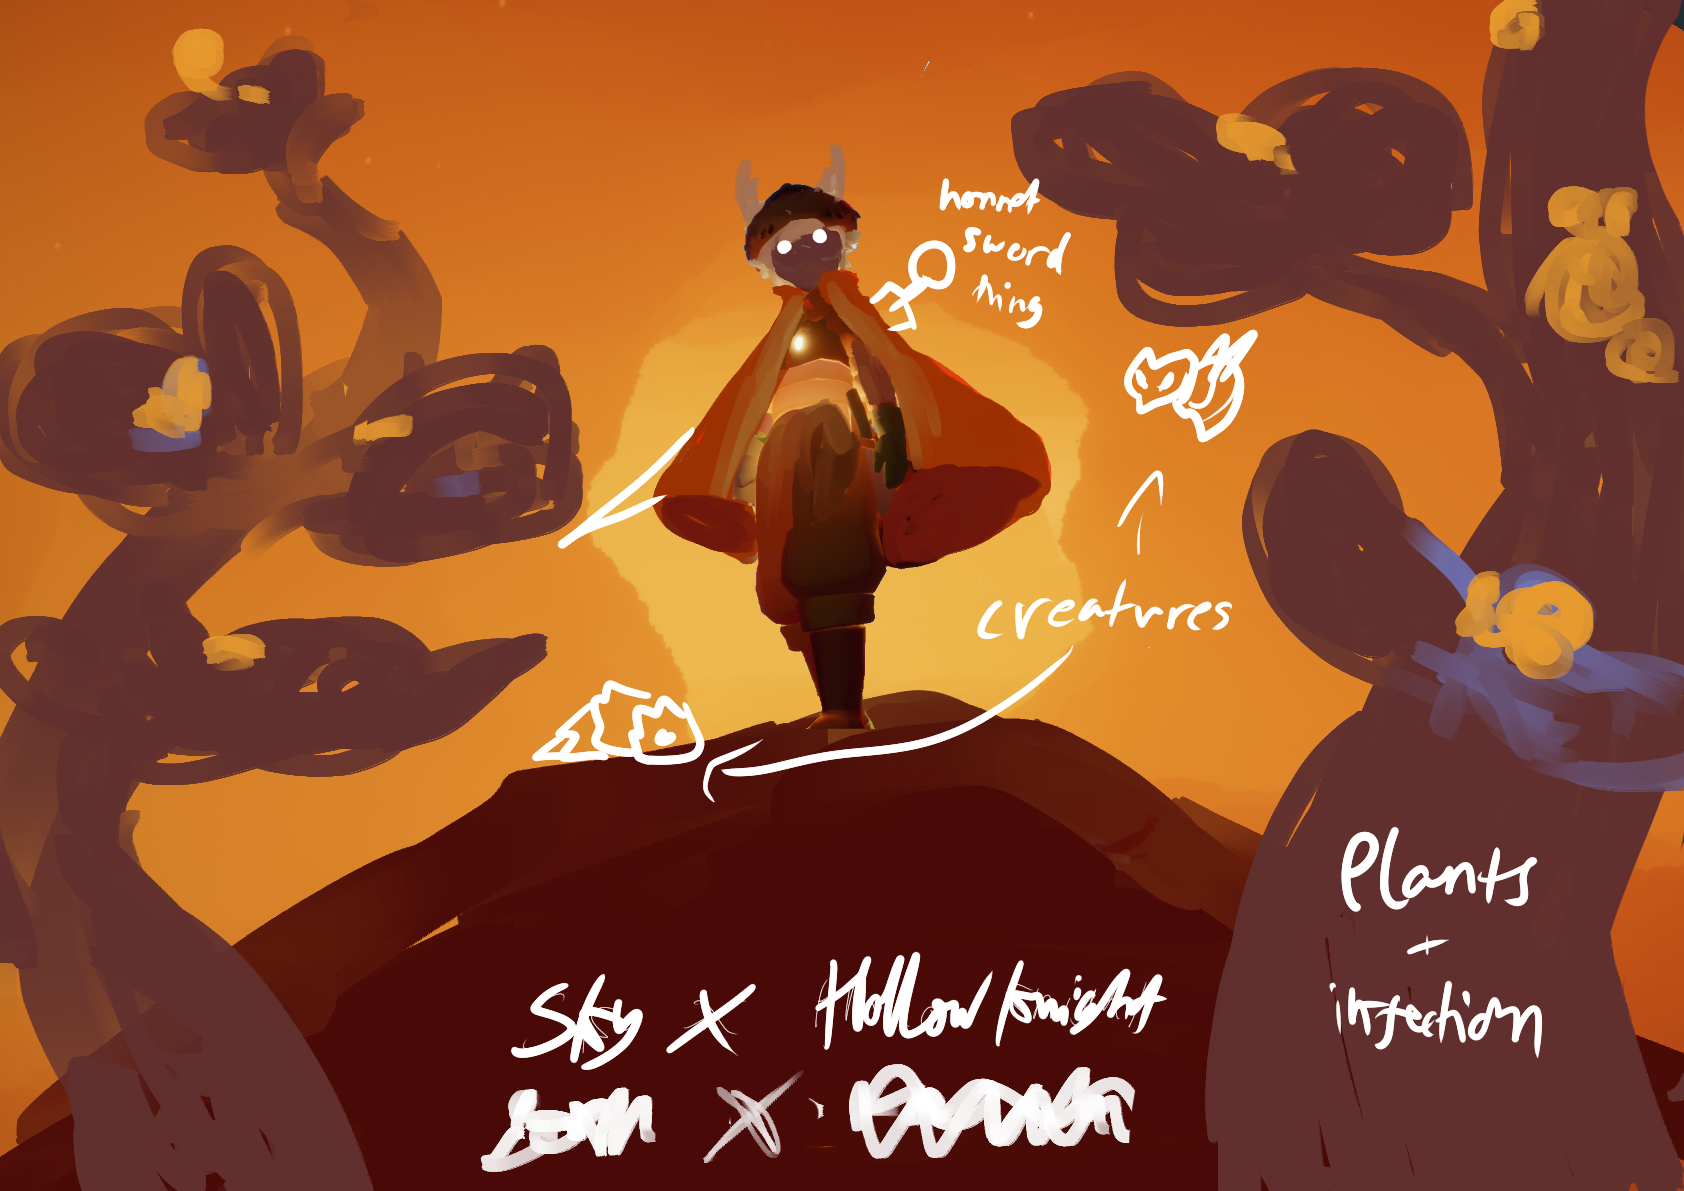 hornet
sword
thing
creatures
Plants
+
infection
Sky x Hollow knight
x